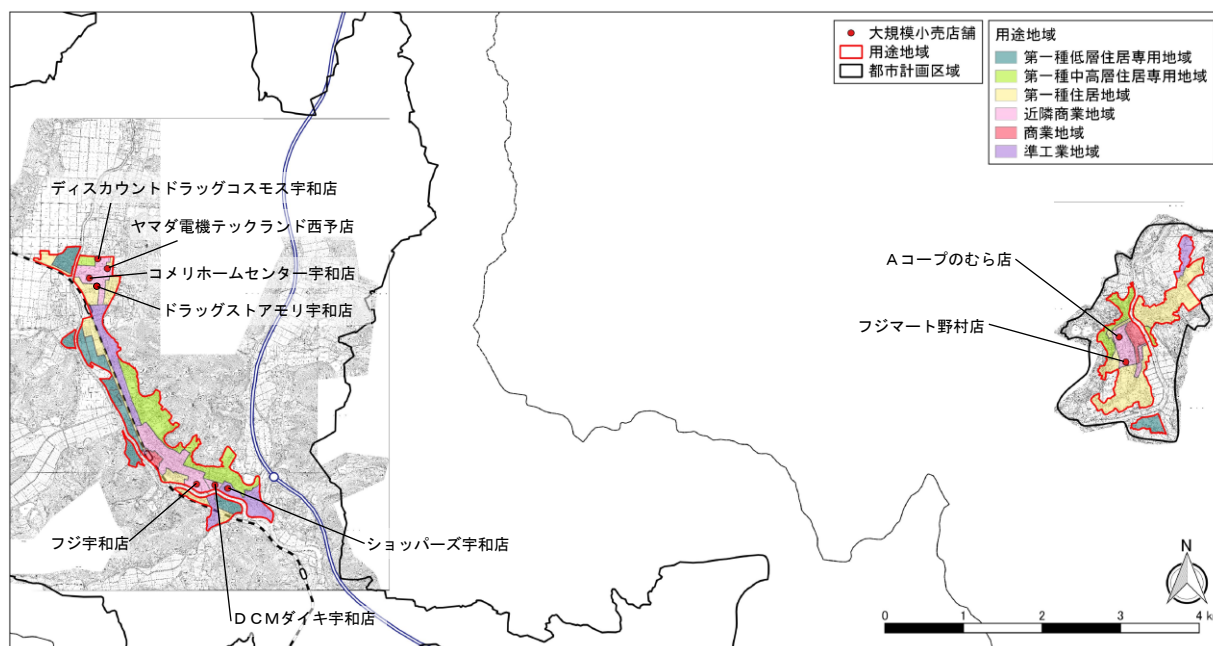 大規模小売店舗
用途地域
都市計画区域
用途地域
第一種低層住居専用地域
第一種中高層住居専用地域
第一種住居地域
近隣商業地域
商業地域
準工業地域
ディスカウントドラッグコスモス宇和店
ヤマダ電機テックランド西予店
コメリホームセンター宇和店
ドラッグストアモリ宇和店
Aコープのむら店
フジマート野村店
フジ宇和店
ショッパーズ宇和店
DCMダイキ宇和店
N
0 1 2 3 4 k